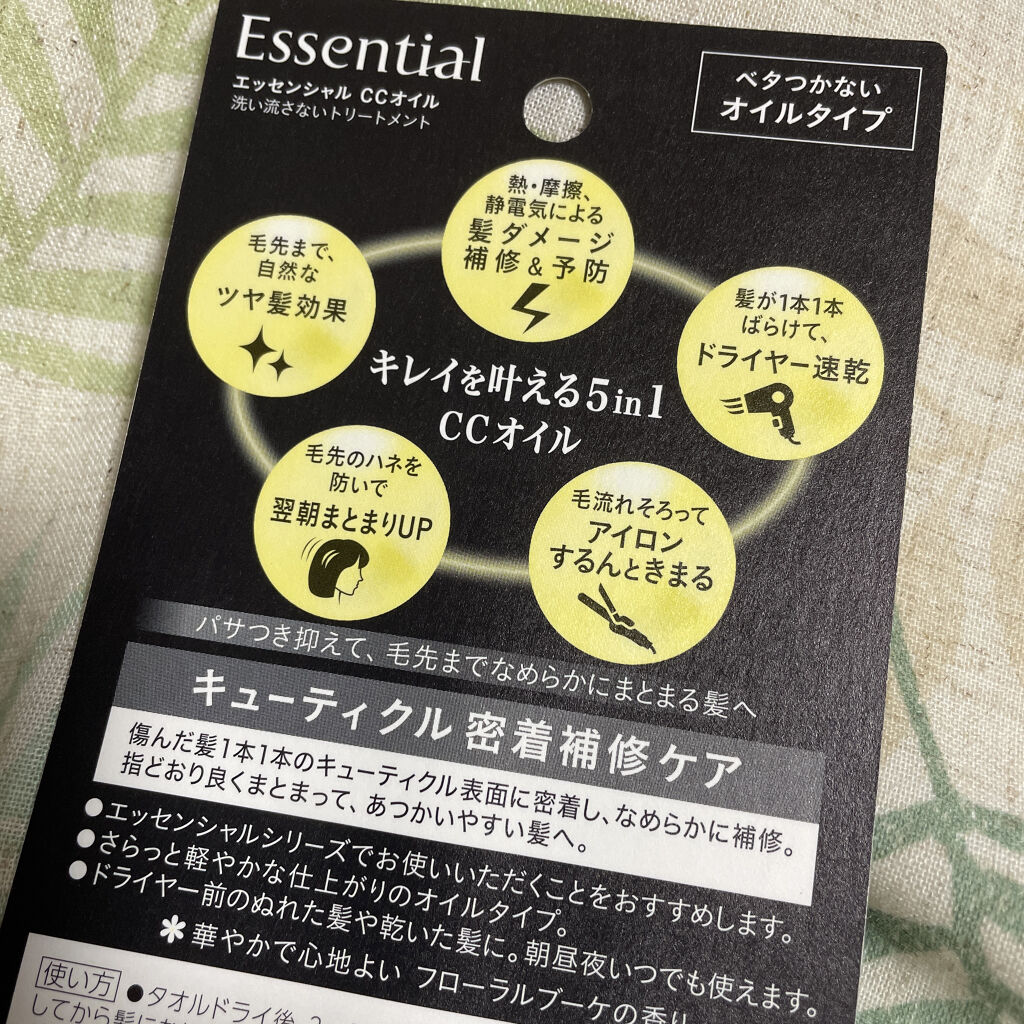 Essential
エッセンシャル CCオイル
洗い流さないトリートメント
ベタつかない
オイルタイプ
熱・摩擦、
静電気による
髪ダメージ
補修&予防
毛先まで、
自然な
ツヤ髪効果
髪が1本1本
ばらけて、
ドライヤー速乾
キレイを叶える5in1
CCオイル
毛先のハネを
防いで
翌朝まとまりUP
毛流れそろって
アイロン
するんときまる
パサつき抑えて、毛先までなめらかにまとまる髪へ
キューティクル 密着補修ケア
傷んだ髪1本1本のキューティクル表面に密着し、なめらかに補修。
指どおり良くまとまって、あつかいやすい髪へ。
●エッセンシャルシリーズでお使いいただくことをおすすめします。
●さらっと軽やかな仕上がりのオイルタイプ。
●ドライヤー前のぬれた髪や乾いた髪に。朝昼夜いつでも使えます。
＊華やかで心地よい フローラルブーケの香り
使い方 ●タオルドライ後、2
してから髪に